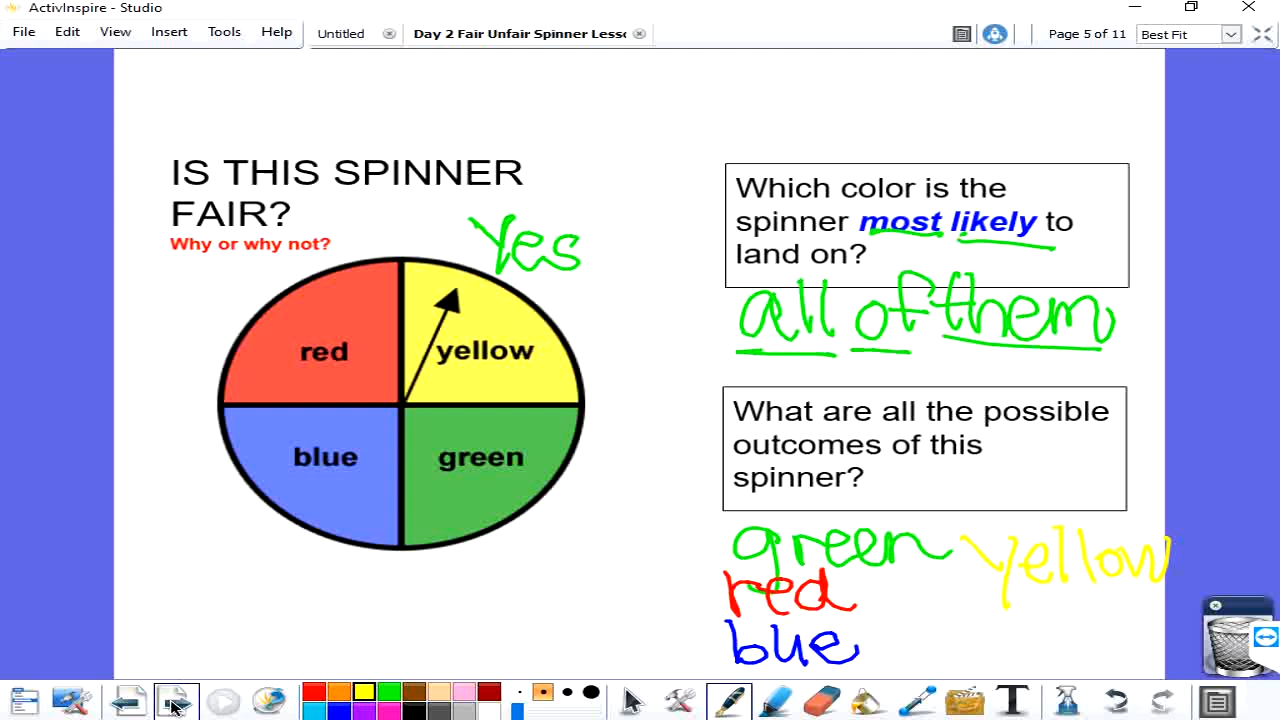 ActivInspire - Studio
File Edit View Insert Tools Help
Untitled
Day 2 Fair Unfair Spinner Lessc
Page 5 of 11
Best Fit
IS THIS SPINNER
FAIR?
Why or why not?
Yes
red
yellow
blue
green
Which color is the
spinner most likely to
land on?
all of them
What are all the possible
outcomes of this
spinner?
green yellow
red
blue
T